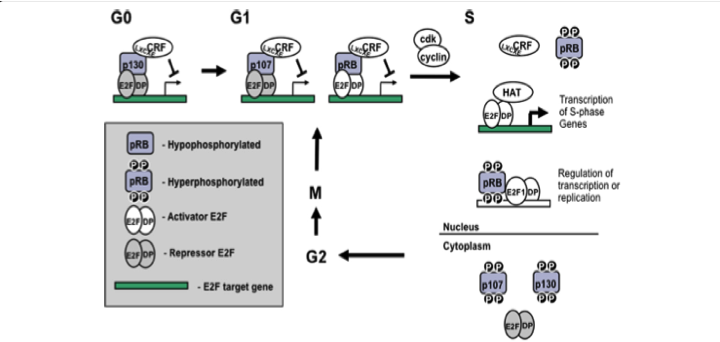 G0
G1
S
LXCXE CRF
p130
E2F DP
LXCXE CRF
p107
E2F DP
LXCXE CRF
pRB
E2F DP
cdk
cyclin
LXCXE CRF
P P
pRB
P P
HAT
E2F DP
Transcription
of S-phase
Genes
P P
pRB
P P
E2F1 DP
Regulation of
transcription or
replication
Nucleus
Cytoplasm
P P
p107
P P
P P
p130
P P
E2F DP
G2
M
pRB
- Hypophosphorylated
P P
pRB
P P
- Hyperphosphorylated
E2F DP
- Activator E2F
E2F DP
- Repressor E2F
- E2F target gene